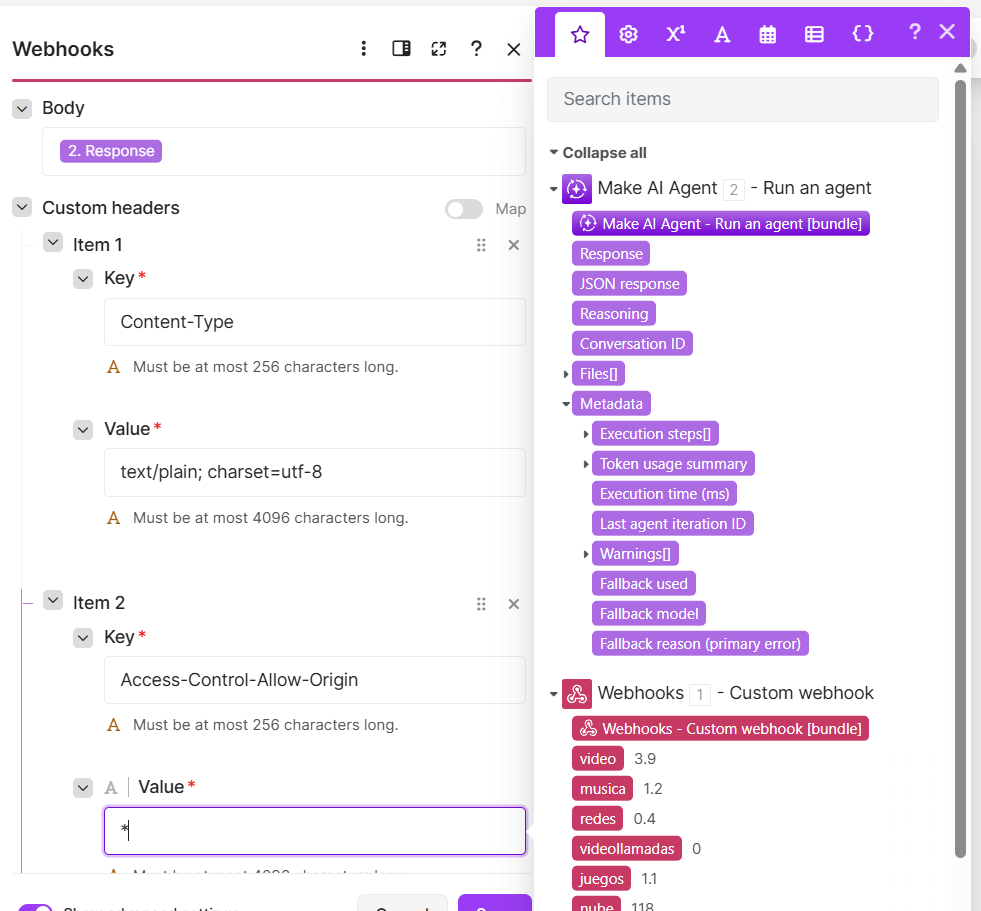 Webhooks
Body
2. Response
Custom headers
Map
Item 1
Key *
Content-Type
A Must be at most 256 characters long.
Value *
text/plain; charset=utf-8
A Must be at most 4096 characters long.
Item 2
Key *
Access-Control-Allow-Origin
A Must be at most 256 characters long.
A Value *
*
Search items
Collapse all
Make AI Agent 2 - Run an agent
Make AI Agent - Run an agent [bundle]
Response
JSON response
Reasoning
Conversation ID
Files[]
Metadata
Execution steps[]
Token usage summary
Execution time (ms)
Last agent iteration ID
Warnings[]
Fallback used
Fallback model
Fallback reason (primary error)
Webhooks 1 - Custom webhook
Webhooks - Custom webhook [bundle]
video 3.9
musica 1.2
redes 0.4
videollamadas 0
juegos 1.1
nube 118